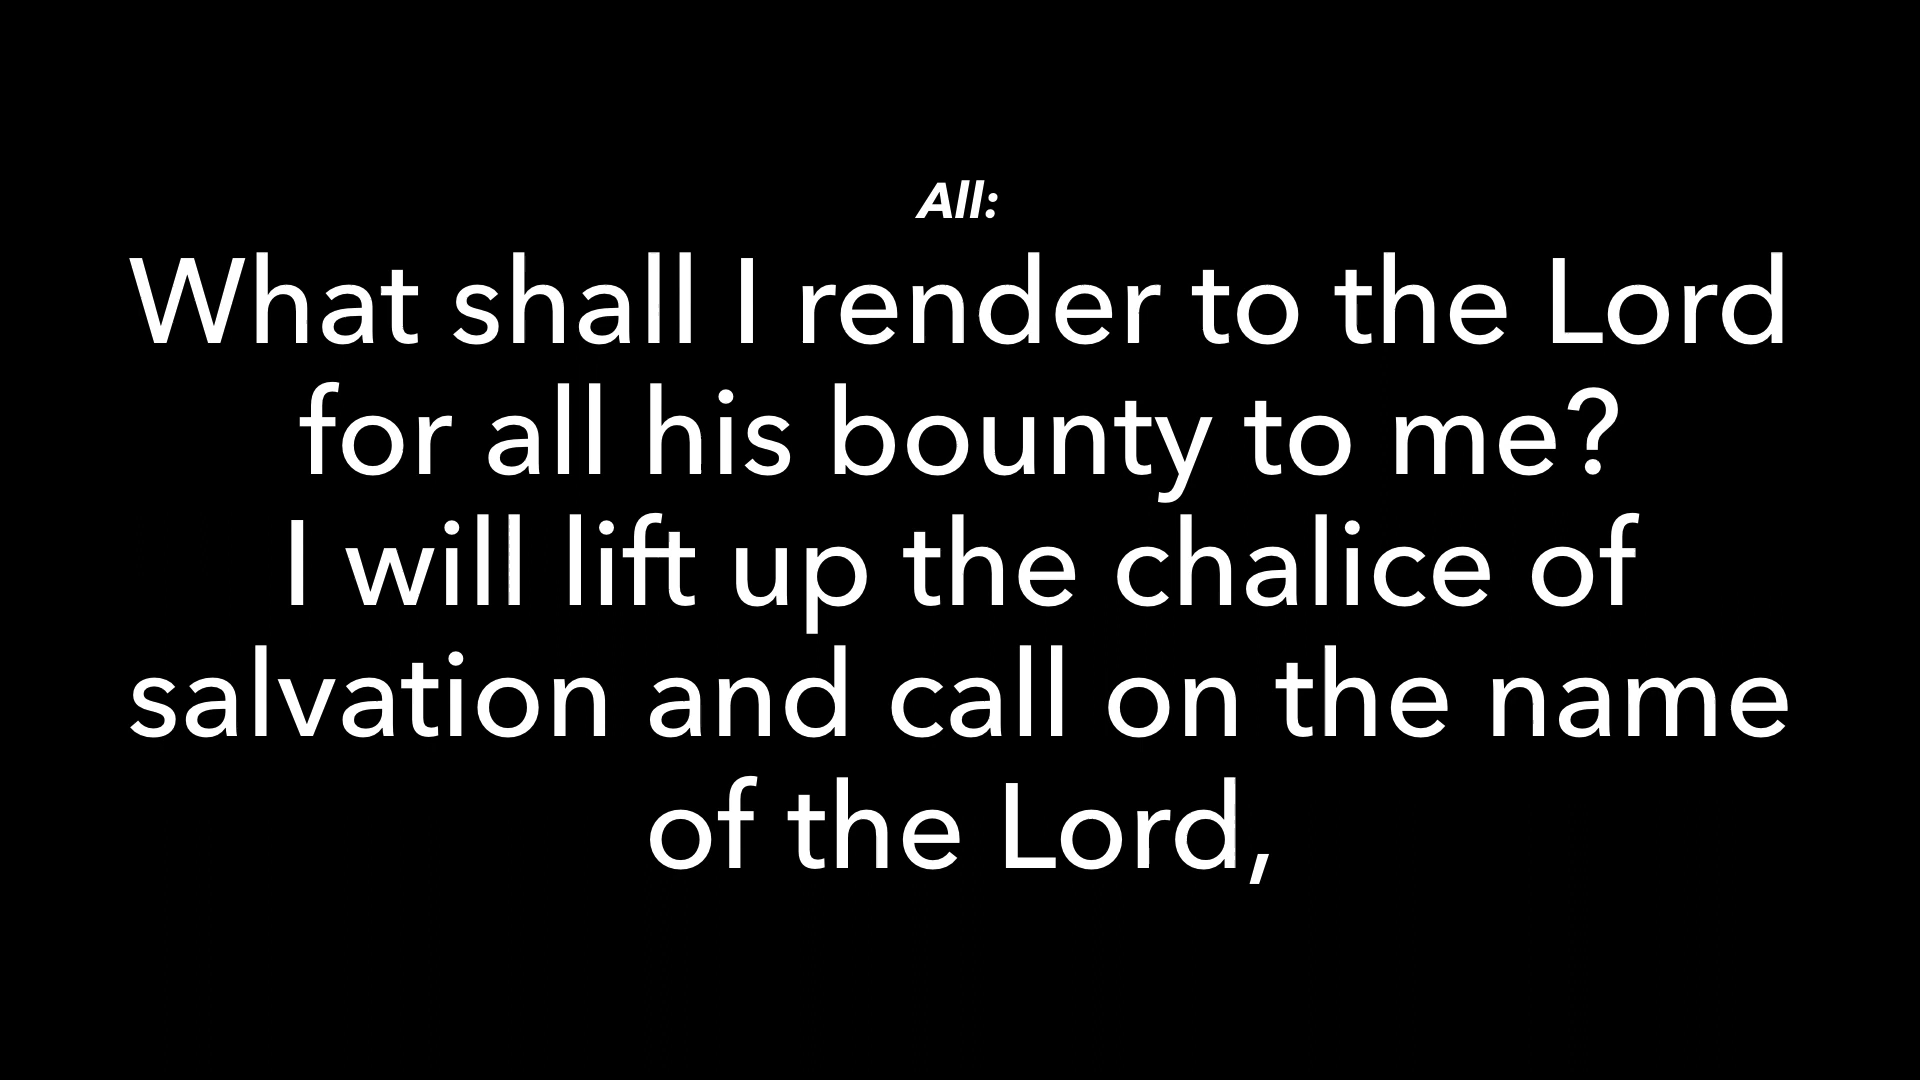 All:
What shall I render to the Lord
for all his bounty to me?
I will lift up the chalice of
salvation and call on the name
of the Lord,